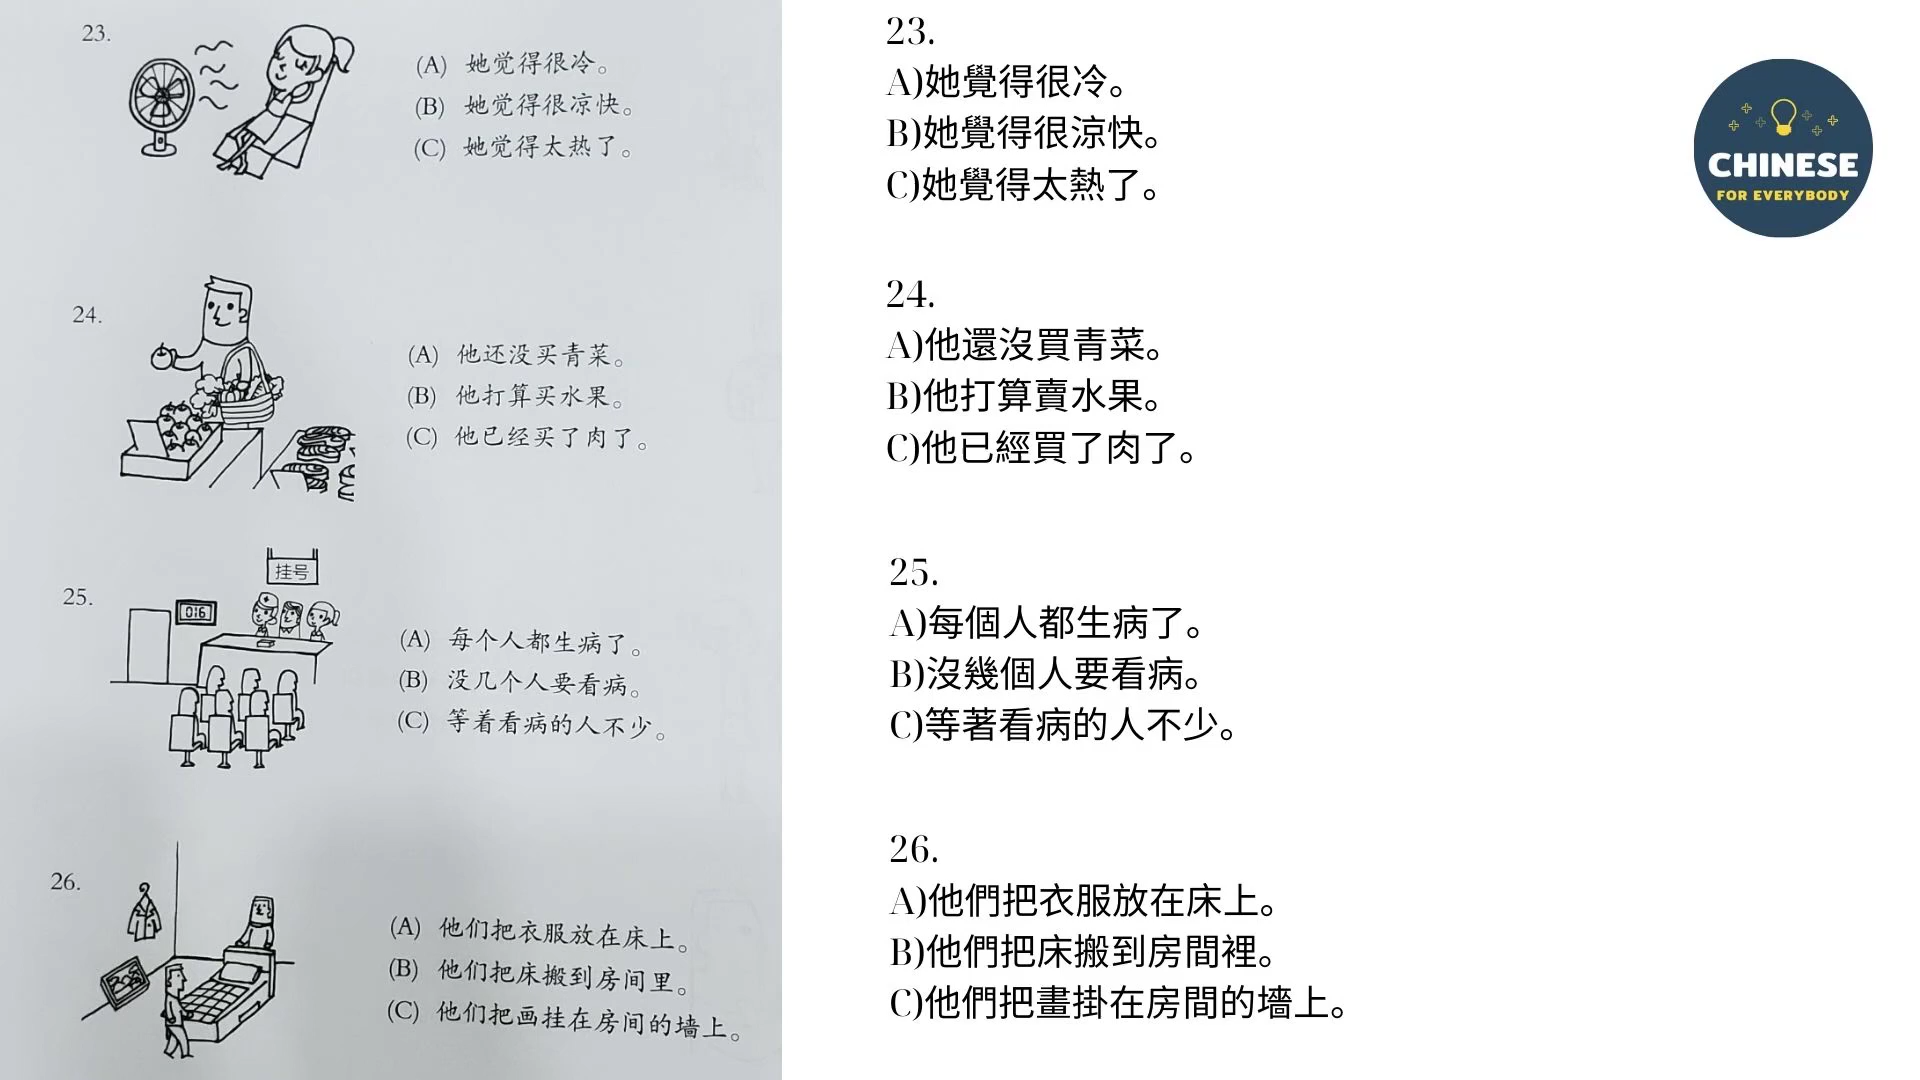 23.
(A) 她觉得很冷。
(B) 她觉得很凉快。
(C) 她觉得太热了。
24.
(A) 他还没买青菜。
(B) 他打算买水果。
(C) 他已经买了肉了。
挂号
25.
016
(A) 每个人都生病了。
(B) 没几个人要看病。
(C) 等着看病的人不少。
26.
(A) 他们把衣服放在床上。
(B) 他们把床搬到房间里。
(C) 他们把画挂在房间的墙上。
23.
A)她覺得很冷。
B)她覺得很涼快。
C)她覺得太熱了。
24.
A)他還沒買青菜。
B)他打算賣水果。
C)他已經買了肉了。
25.
A)每個人都生病了。
B)沒幾個人要看病。
C)等著看病的人不少。
26.
A)他們把衣服放在床上。
B)他們把床搬到房間裡。
C)他們把畫掛在房間的墻上。
CHINESE
FOR EVERYBODY